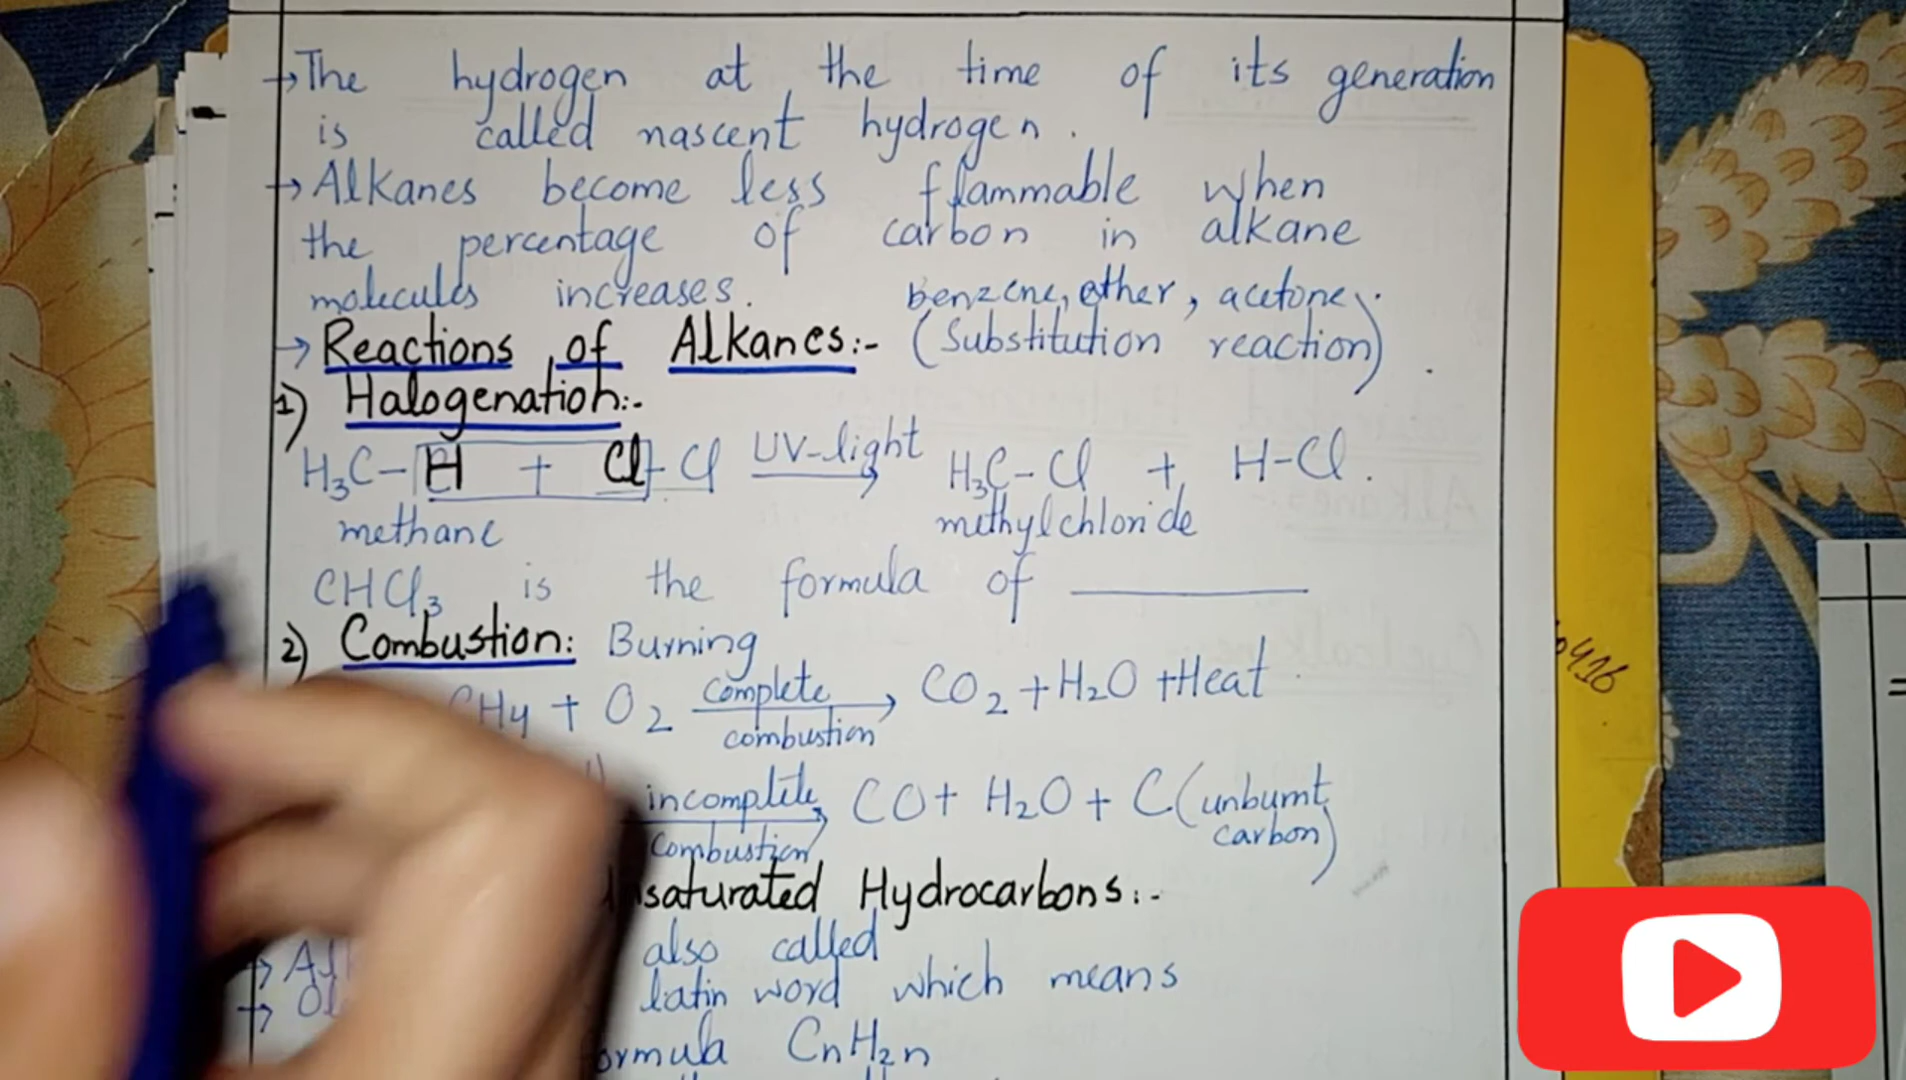 →The hydrogen at the time of its generation
is called nascent hydrogen.
→Alkanes become less flammable when
the percentage of carbon in alkane
molecules increases. benzene, ether, acetone.
→Reactions of Alkanes:- (Substitution reaction)
1) Halogenation:-
H₃C-H + Cl-Cl UV-light → H₃C-Cl + H-Cl.
methane methylchloride
CHCl₃ is the formula of ________
2) Combustion: Burning
CH₄ + O₂ complete combustion → CO₂ + H₂O + Heat
incomplete combustion → CO + H₂O + C (unburnt carbon)
Unsaturated Hydrocarbons:-
also called
latin word which means
formula CnH2n